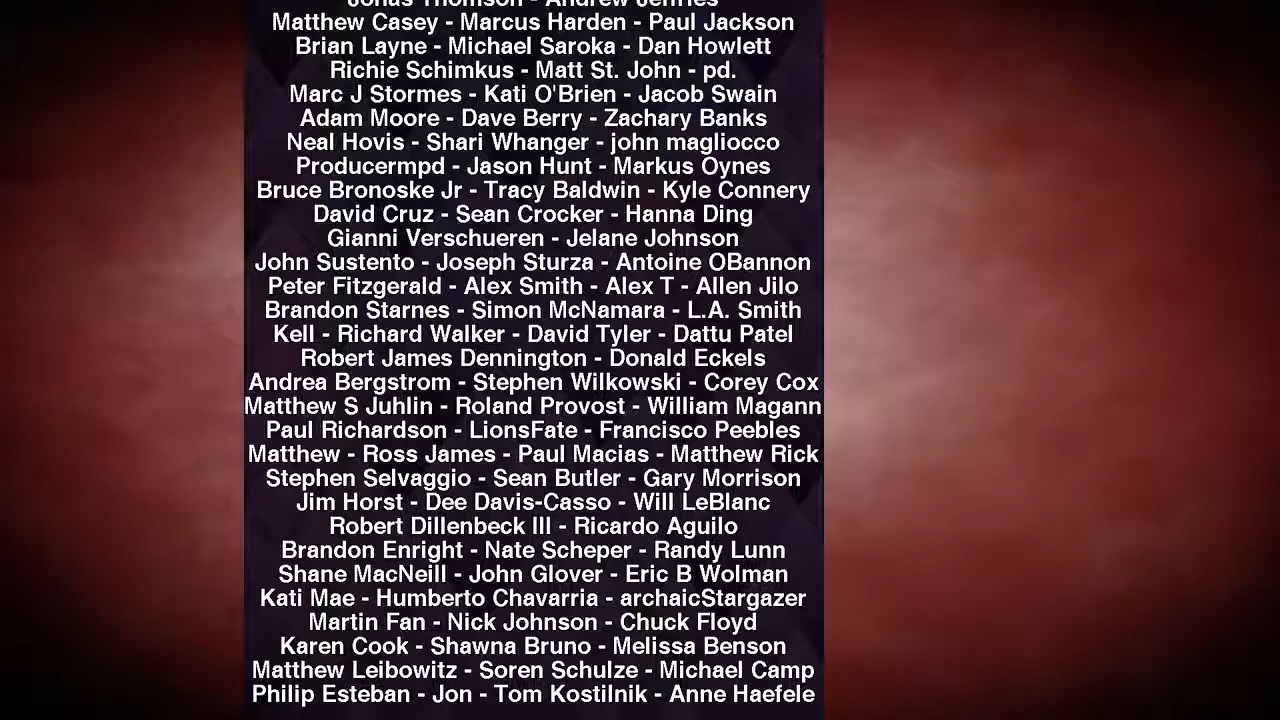 Jonas Thomson - Andrew Jeffries
Matthew Casey - Marcus Harden - Paul Jackson
Brian Layne - Michael Saroka - Dan Howlett
Richie Schimkus - Matt St. John - pd.
Marc J Stormes - Kati O'Brien - Jacob Swain
Adam Moore - Dave Berry - Zachary Banks
Neal Hovis - Shari Whanger - john magliocco
Producermpd - Jason Hunt - Markus Oynes
Bruce Bronoske Jr - Tracy Baldwin - Kyle Connery
David Cruz - Sean Crocker - Hanna Ding
Gianni Verschueren - Jelane Johnson
John Sustento - Joseph Sturza - Antoine OBannon
Peter Fitzgerald - Alex Smith - Alex T - Allen Jilo
Brandon Starnes - Simon McNamara - L.A. Smith
Kell - Richard Walker - David Tyler - Dattu Patel
Robert James Dennington - Donald Eckels
Andrea Bergstrom - Stephen Wilkowski - Corey Cox
Matthew S Juhlin - Roland Provost - William Magann
Paul Richardson - LionsFate - Francisco Peebles
Matthew - Ross James - Paul Macias - Matthew Rick
Stephen Selvaggio - Sean Butler - Gary Morrison
Jim Horst - Dee Davis-Casso - Will LeBlanc
Robert Dillenbeck III - Ricardo Aguilo
Brandon Enright - Nate Scheper - Randy Lunn
Shane MacNeill - John Glover - Eric B Wolman
Kati Mae - Humberto Chavarria - archaicStargazer
Martin Fan - Nick Johnson - Chuck Floyd
Karen Cook - Shawna Bruno - Melissa Benson
Matthew Leibowitz - Soren Schulze - Michael Camp
Philip Esteban - Jon - Tom Kostilnik - Anne Haefele